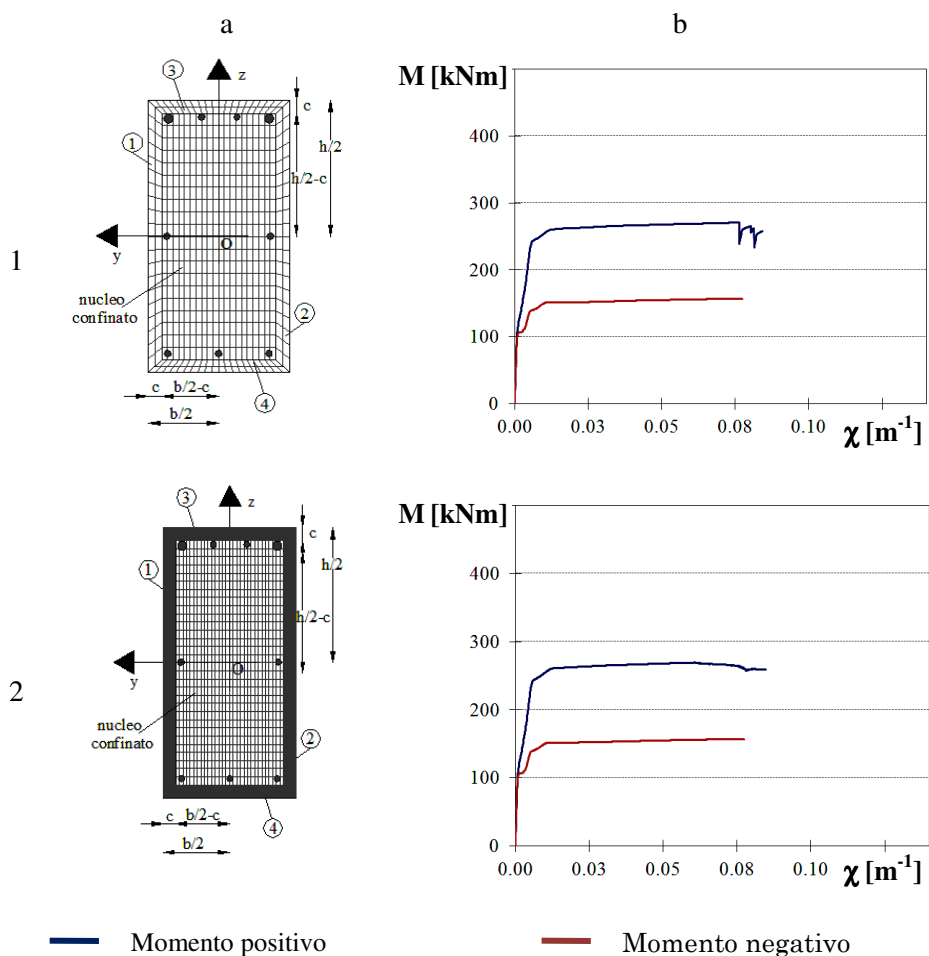 a
b
1
3
z
c
1
h/2
h/2-c
y
O
nucleo
confinato
2
c
b/2-c
4
b/2
M [kNm]
400
300
200
100
0
0.00
0.03
0.05
0.08
0.10
χ [m-1]
2
3
z
c
1
h/2
h/2-c
y
O
nucleo
confinato
2
c
b/2-c
4
b/2
M [kNm]
400
300
200
100
0
0.00
0.03
0.05
0.08
0.10
χ [m-1]
Momento positivo
Momento negativo